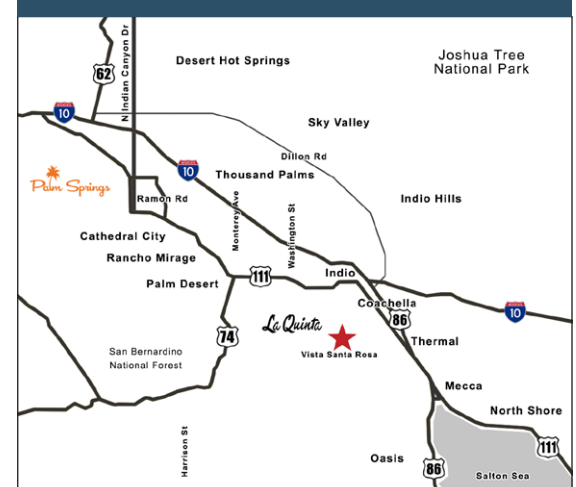 N Indian Canyon Dr
62
Desert Hot Springs
Joshua Tree
National Park
INTERSTATE
10
Sky Valley
Dillon Rd
INTERSTATE
10
Thousand Palms
Palm Springs
Ramon Rd
Indio Hills
Monterey Ave
Washington St
Cathedral City
Rancho Mirage
Palm Desert
111
Indio
Coachella
INTERSTATE
10
La Quinta
86
74
Thermal
Vista Santa Rosa
San Bernardino
National Forest
Mecca
North Shore
Harrison St
111
Oasis
86
Salton Sea